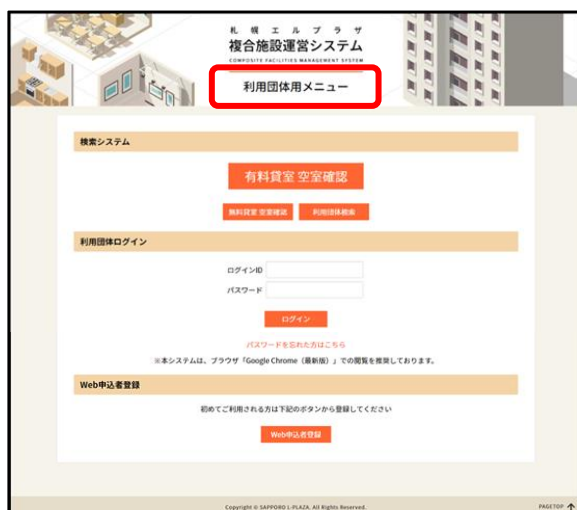 札幌エルプラザ
複合施設運営システム
COMPOSITE FACILITIES MANAGEMENT SYSTEM
利用団体用メニュー
検索システム
有料貸室 空室確認
無料貸室 空室確認 利用団体検索
利用団体ログイン
ログインID
パスワード
ログイン
パスワードを忘れた方はこちら
※本システムは、ブラウザ「Google Chrome（最新版）」での閲覧を推奨しております。
Web申込者登録
初めてご利用される方は下記のボタンから登録してください
Web申込者登録
Copyright © SAPPORO L-PLAZA. All Rights Reserved.
PAGETOP